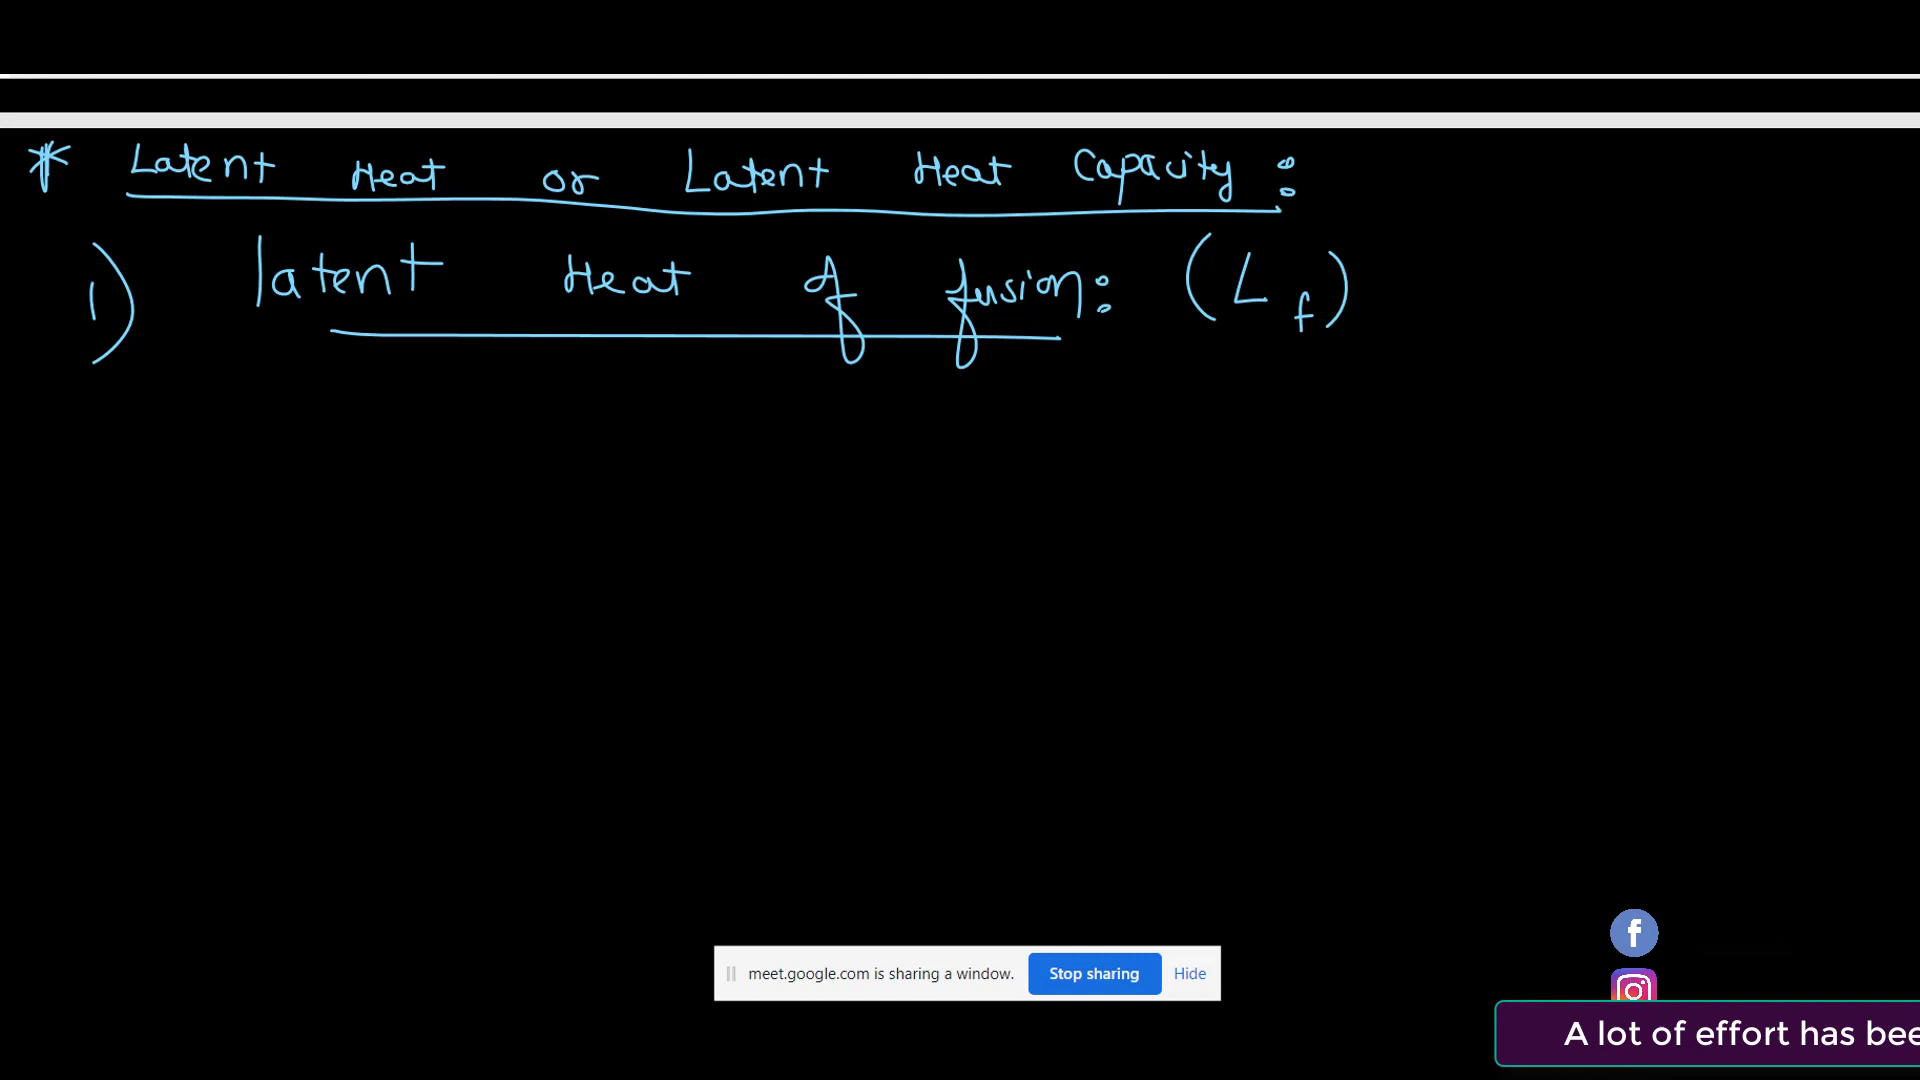 * Latent Heat or Latent Heat Capacity :
1) latent Heat of fusion: (Lf)
meet.google.com is sharing a window. Stop sharing Hide
f
A lot of effort has bee